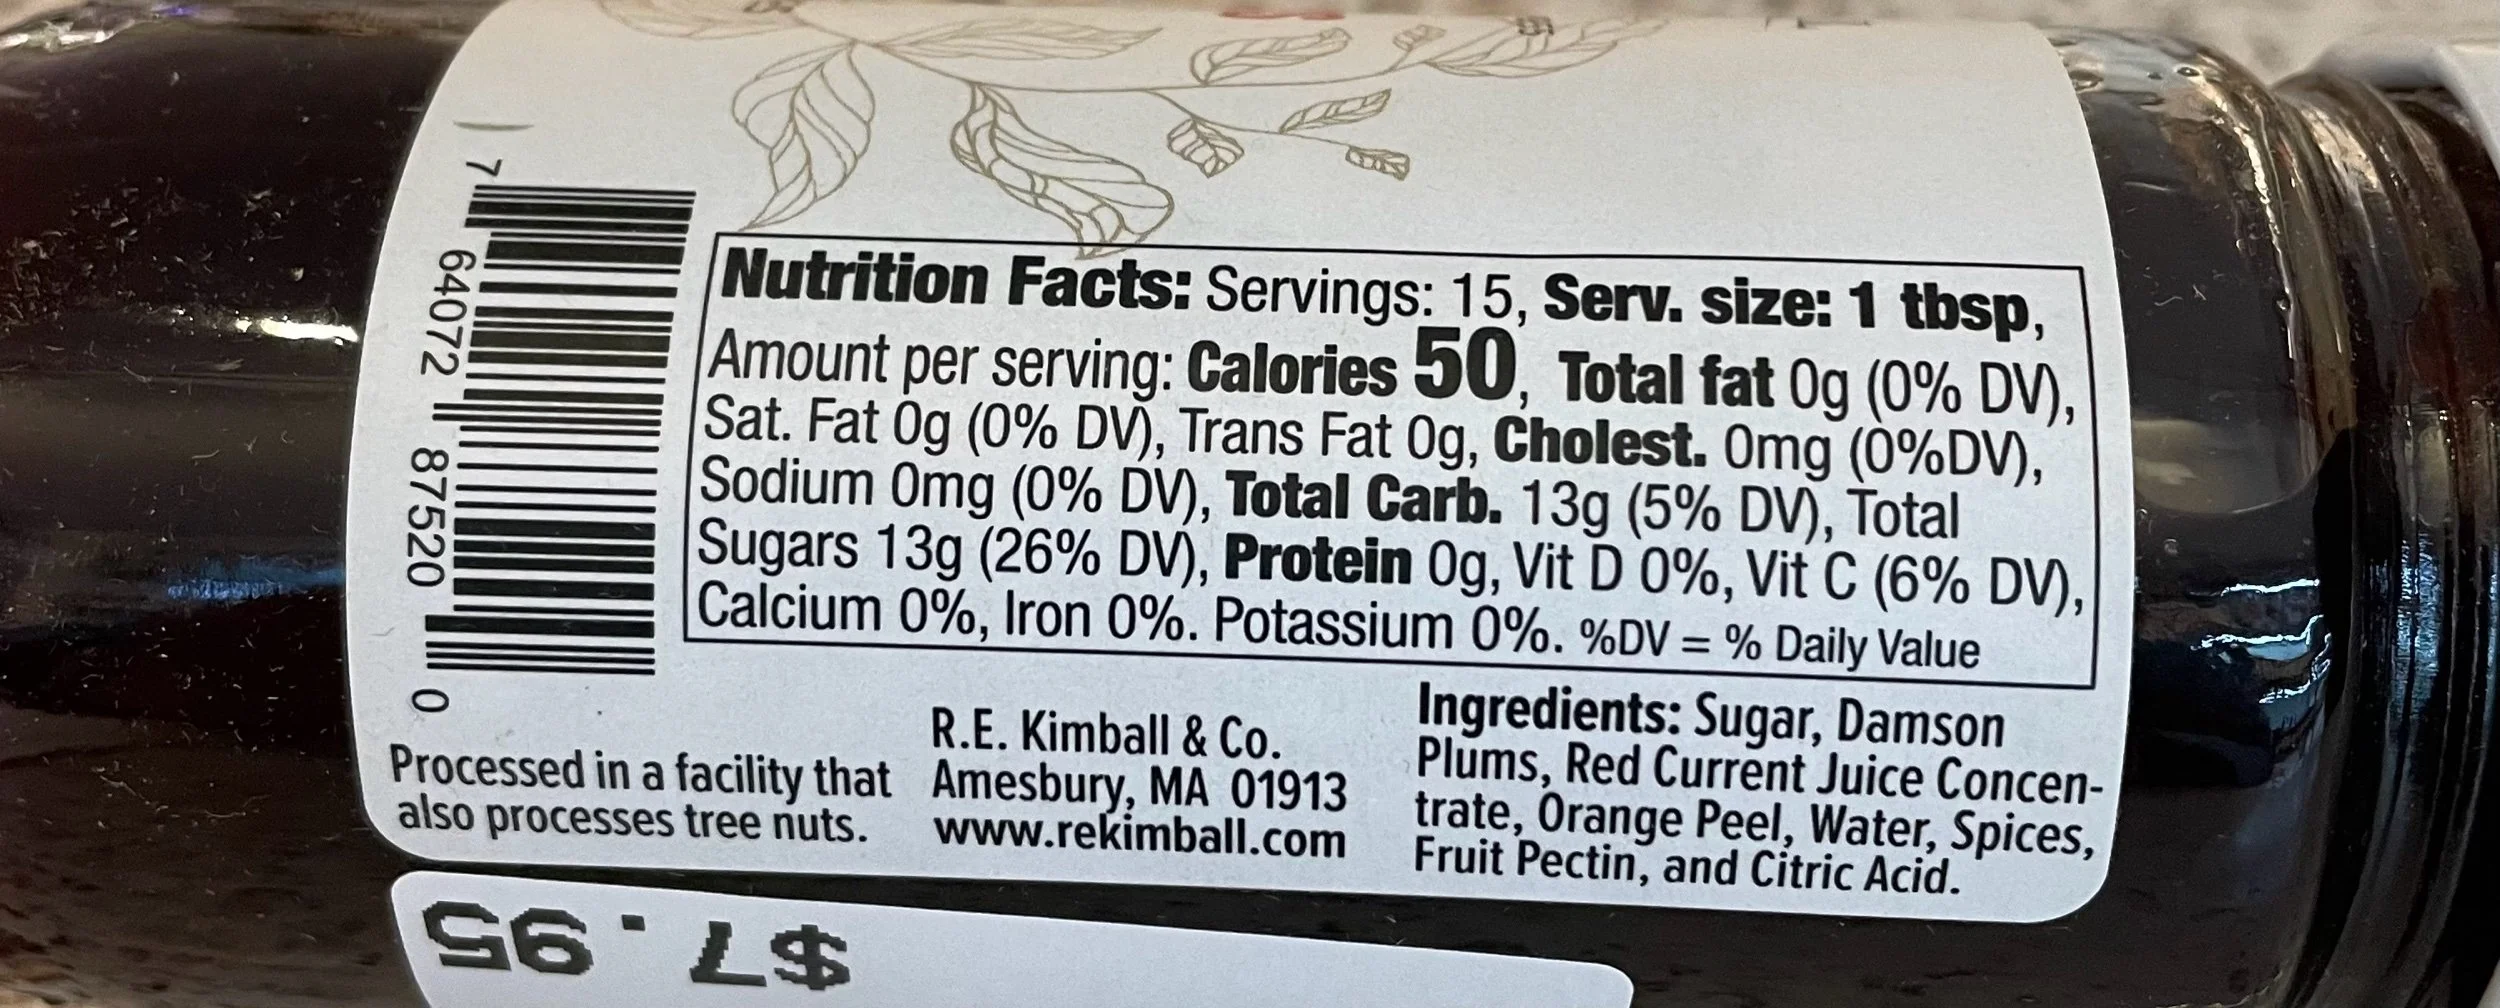 Nutrition Facts: Servings: 15, Serv. size: 1 tbsp,
Amount per serving: Calories 50, Total fat 0g (0% DV),
Sat. Fat 0g (0% DV), Trans Fat 0g, Cholest. 0mg (0%DV),
Sodium 0mg (0% DV), Total Carb. 13g (5% DV), Total
Sugars 13g (26% DV), Protein 0g, Vit D 0%, Vit C (6% DV),
Calcium 0%, Iron 0%. Potassium 0%. %DV = % Daily Value
7 64072 87520 0
Processed in a facility that
also processes tree nuts.
R.E. Kimball & Co.
Amesbury, MA 01913
www.rekimball.com
Ingredients: Sugar, Damson
Plums, Red Current Juice Concen-
trate, Orange Peel, Water, Spices,
Fruit Pectin, and Citric Acid.
$7.95